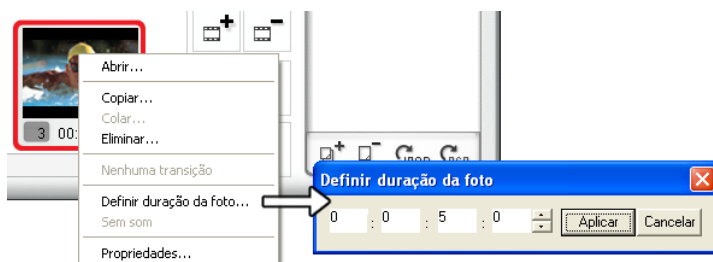 Abrir...
Copiar...
Colar...
Eliminar...
Nenhuma transição
Definir duração da foto...
Sem som
Propriedades...
3 00:
Definir duração da foto
0 : 0 : 5 : 0
Aplicar Cancelar